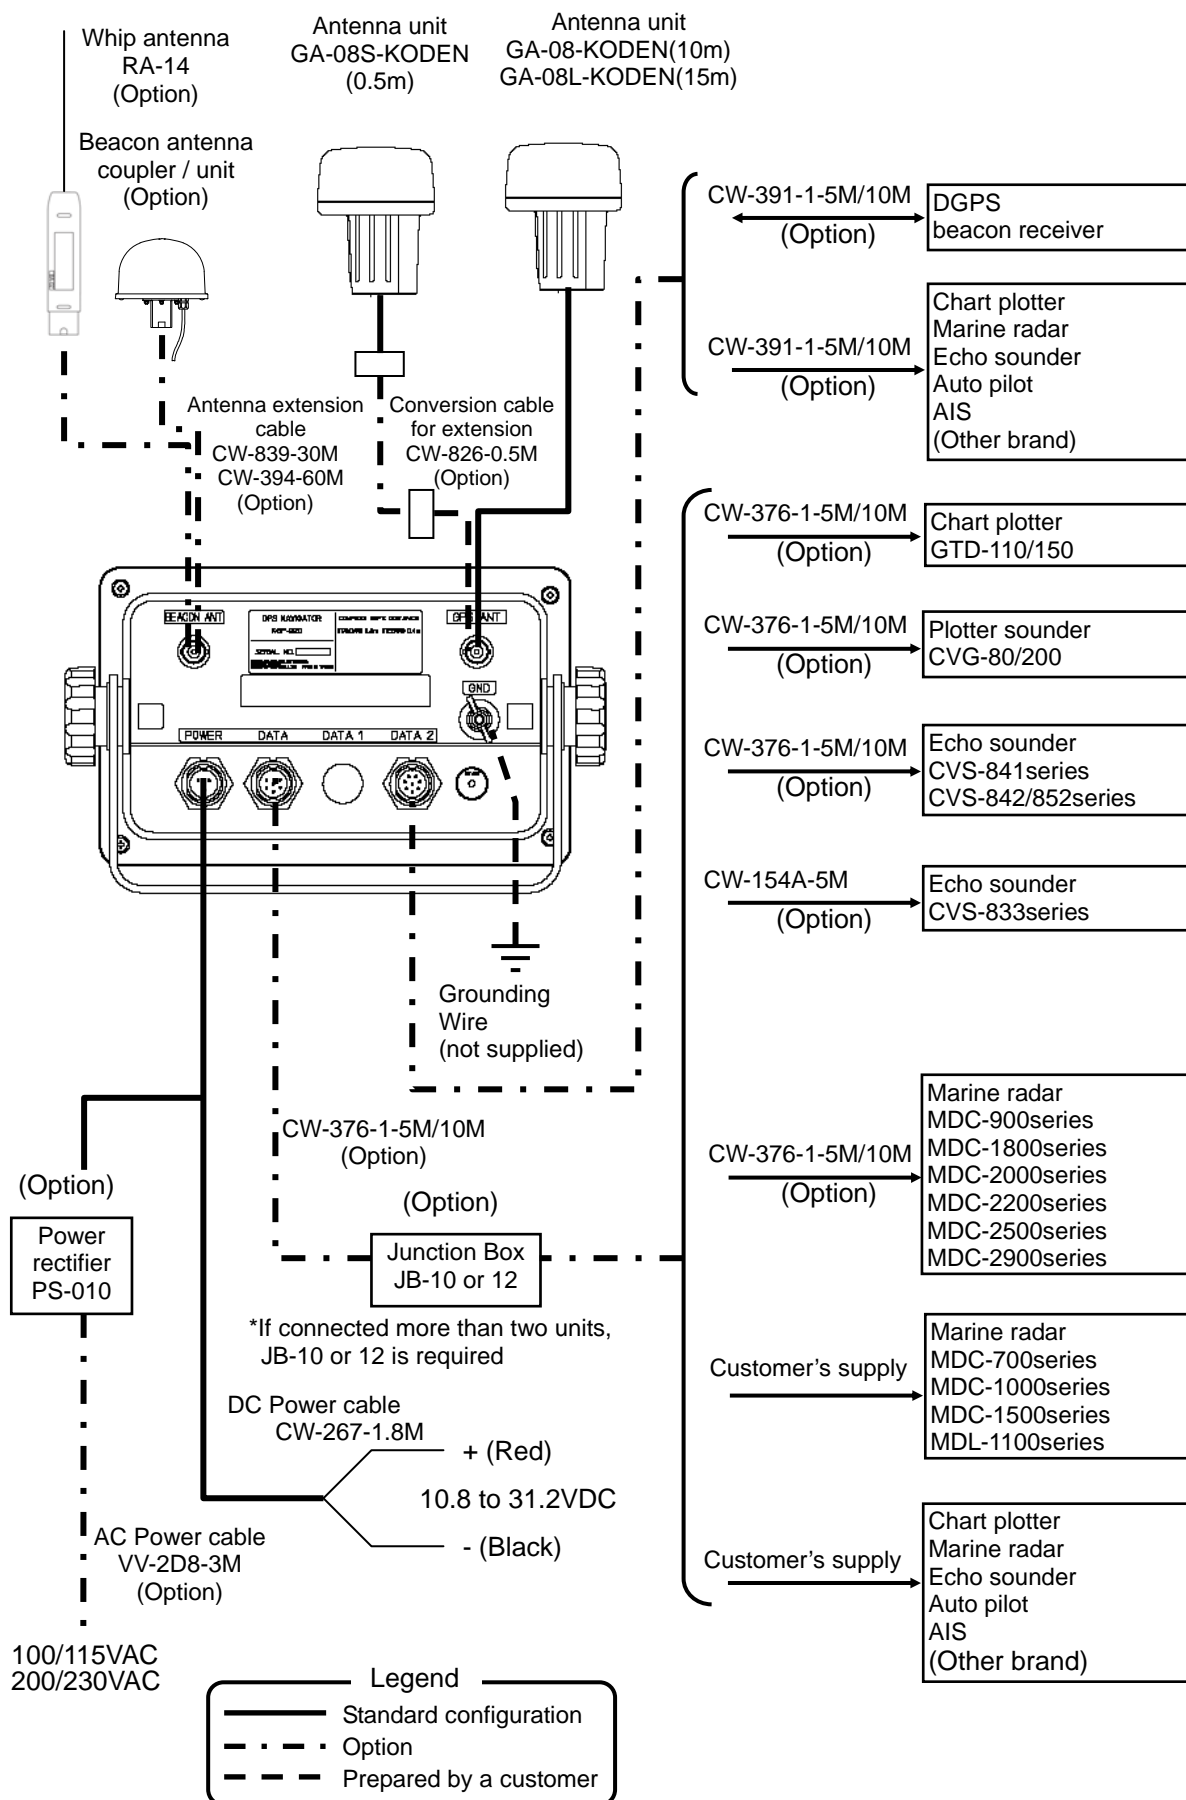 Whip antenna
RA-14
(Option)
Antenna unit
GA-08S-KODEN
(0.5m)
Antenna unit
GA-08-KODEN(10m)
GA-08L-KODEN(15m)
Beacon antenna
coupler / unit
(Option)
CW-391-1-5M/10M
(Option)
DGPS
beacon receiver
CW-391-1-5M/10M
(Option)
Chart plotter
Marine radar
Echo sounder
Auto pilot
AIS
(Other brand)
Antenna extension
cable
CW-839-30M
CW-394-60M
(Option)
Conversion cable
for extension
CW-826-0.5M
(Option)
CW-376-1-5M/10M
(Option)
Chart plotter
GTD-110/150
BEACON ANT
GPS NAVIGATOR
SERIAL NO.
GPS ANT
GND
POWER
DATA
DATA 1
DATA 2
CW-376-1-5M/10M
(Option)
Plotter sounder
CVG-80/200
CW-376-1-5M/10M
(Option)
Echo sounder
CVS-841series
CVS-842/852series
CW-154A-5M
(Option)
Echo sounder
CVS-833series
Grounding
Wire
(not supplied)
CW-376-1-5M/10M
(Option)
Marine radar
MDC-900series
MDC-1800series
MDC-2000series
MDC-2200series
MDC-2500series
MDC-2900series
CW-376-1-5M/10M
(Option)
(Option)
(Option)
Power
rectifier
PS-010
Junction Box
JB-10 or 12
*If connected more than two units,
JB-10 or 12 is required
Customer's supply
Marine radar
MDC-700series
MDC-1000series
MDC-1500series
MDL-1100series
DC Power cable
CW-267-1.8M
+ (Red)
10.8 to 31.2VDC
- (Black)
AC Power cable
VV-2D8-3M
(Option)
Customer's supply
Chart plotter
Marine radar
Echo sounder
Auto pilot
AIS
(Other brand)
100/115VAC
200/230VAC
Legend
Standard configuration
Option
Prepared by a customer